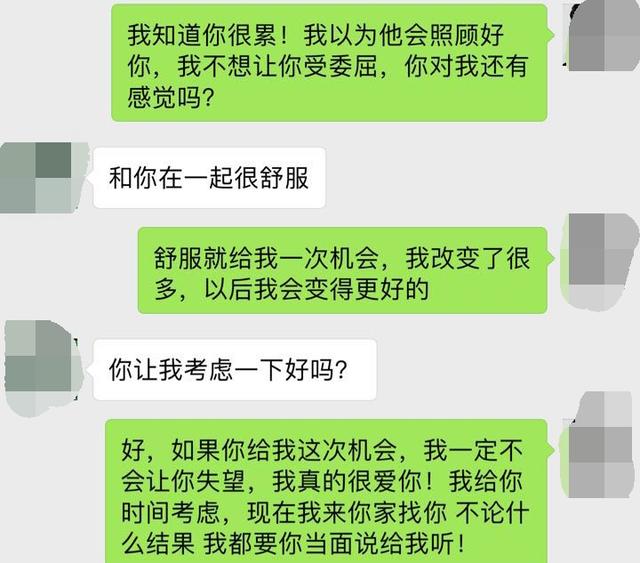 我知道你很累！我以为他会照顾好
你，我不想让你受委屈，你对我还有
感觉吗？
和你在一起很舒服
舒服就给我一次机会，我改变了很
多，以后我会变得更好的
你让我考虑一下好吗？
好，如果你给我这次机会，我一定不
会让你失望，我真的很爱你！我给你
时间考虑，现在我来你家找你 不论什
么结果 我都要你当面说给我听！